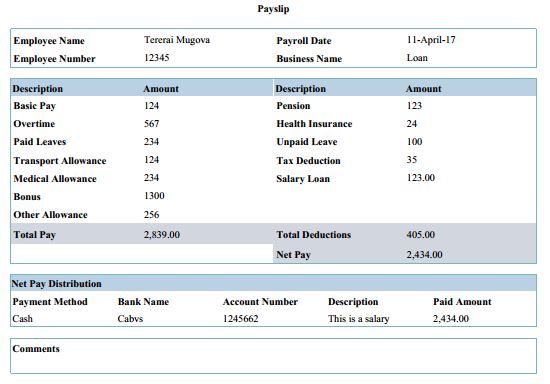 Payslip
Employee Name Tererai Mugova Payroll Date 11-April-17
Employee Number 12345 Business Name Loan
Description Amount Description Amount
Basic Pay 124 Pension 123
Overtime 567 Health Insurance 24
Paid Leaves 234 Unpaid Leave 100
Transport Allowance 124 Tax Deduction 35
Medical Allowance 234 Salary Loan 123.00
Bonus 1300
Other Allowance 256
Total Pay 2,839.00 Total Deductions 405.00
Net Pay 2,434.00
Net Pay Distribution
Payment Method Bank Name Account Number Description Paid Amount
Cash Cabvs 1245662 This is a salary 2,434.00
Comments